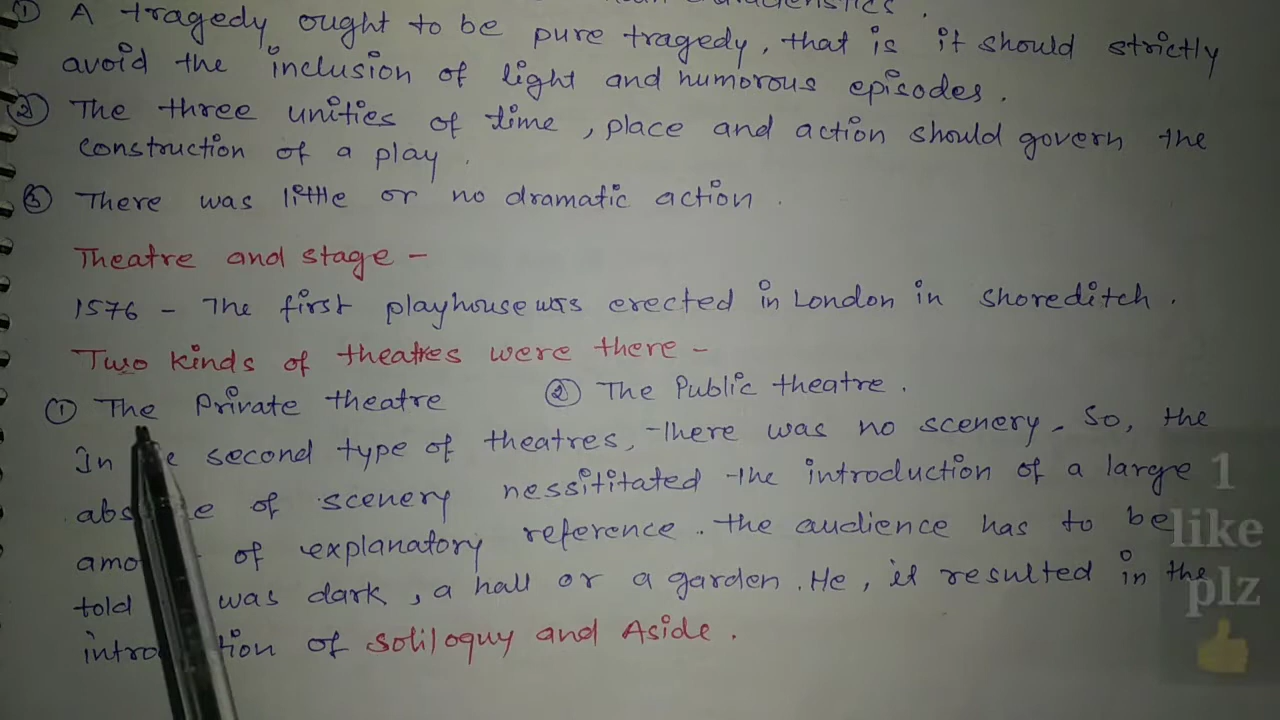 ① A tragedy ought to be pure tragedy, that is it should strictly
avoid the inclusion of light and humorous episodes.
② The three unities of time, place and action should govern the
construction of a play.
③ There was little or no dramatic action.
Theatre and stage -
1576 - The first playhouse was erected in London in shoreditch.
Two kinds of theatres were there -
① The Private theatre ② The Public theatre.
In second type of theatres, There was no scenery. So, the
of scenery nessititated the introduction of a large
of explanatory reference. The audience has to be
told was dark, a hall or a garden. He, it resulted in the
of Soliloquy and Aside.
1
like
plz